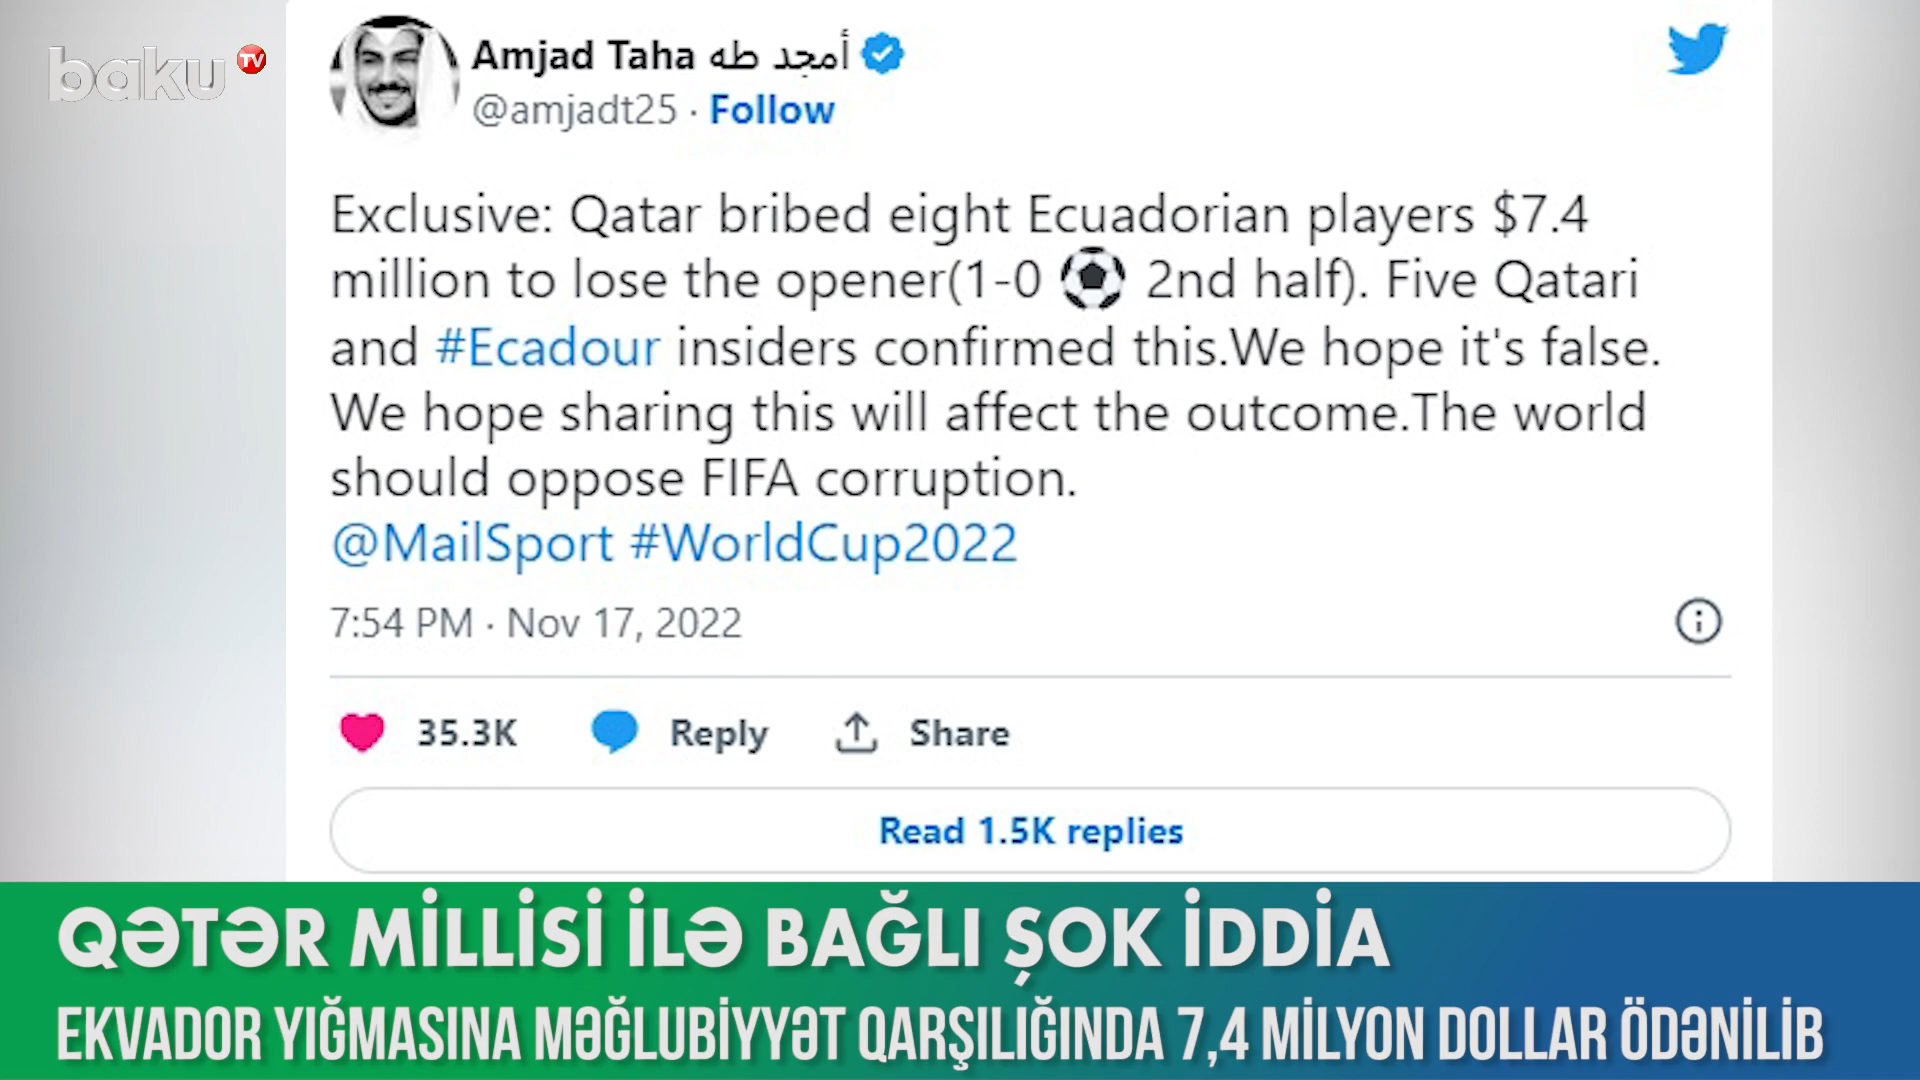 baku TV
Amjad Taha أمجد طه
@amjadt25 · Follow
Exclusive: Qatar bribed eight Ecuadorian players $7.4
million to lose the opener(1-0 ⚽ 2nd half). Five Qatari
and #Ecadour insiders confirmed this.We hope it's false.
We hope sharing this will affect the outcome.The world
should oppose FIFA corruption.
@MailSport #WorldCup2022
7:54 PM · Nov 17, 2022
35.3K Reply Share
Read 1.5K replies
QƏTƏR MİLLİSİ İLƏ BAĞLI ŞOK İDDİA
EKVADOR YIĞMASINA MƏĞLUBİYYƏT QARŞILIĞINDA 7,4 MİLYON DOLLAR ÖDƏNİLİB